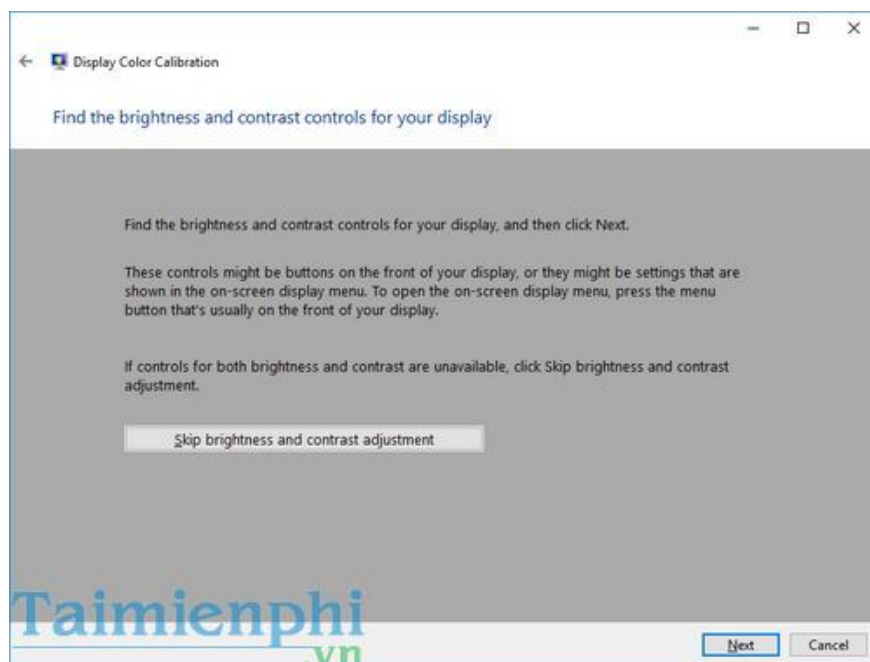 Display Color Calibration
Find the brightness and contrast controls for your display
Find the brightness and contrast controls for your display, and then click Next.
These controls might be buttons on the front of your display, or they might be settings that are
shown in the on-screen display menu. To open the on-screen display menu, press the menu
button that's usually on the front of your display.
If controls for both brightness and contrast are unavailable, click Skip brightness and contrast
adjustment.
Skip brightness and contrast adjustment
Taimienphi
.vn
Next Cancel